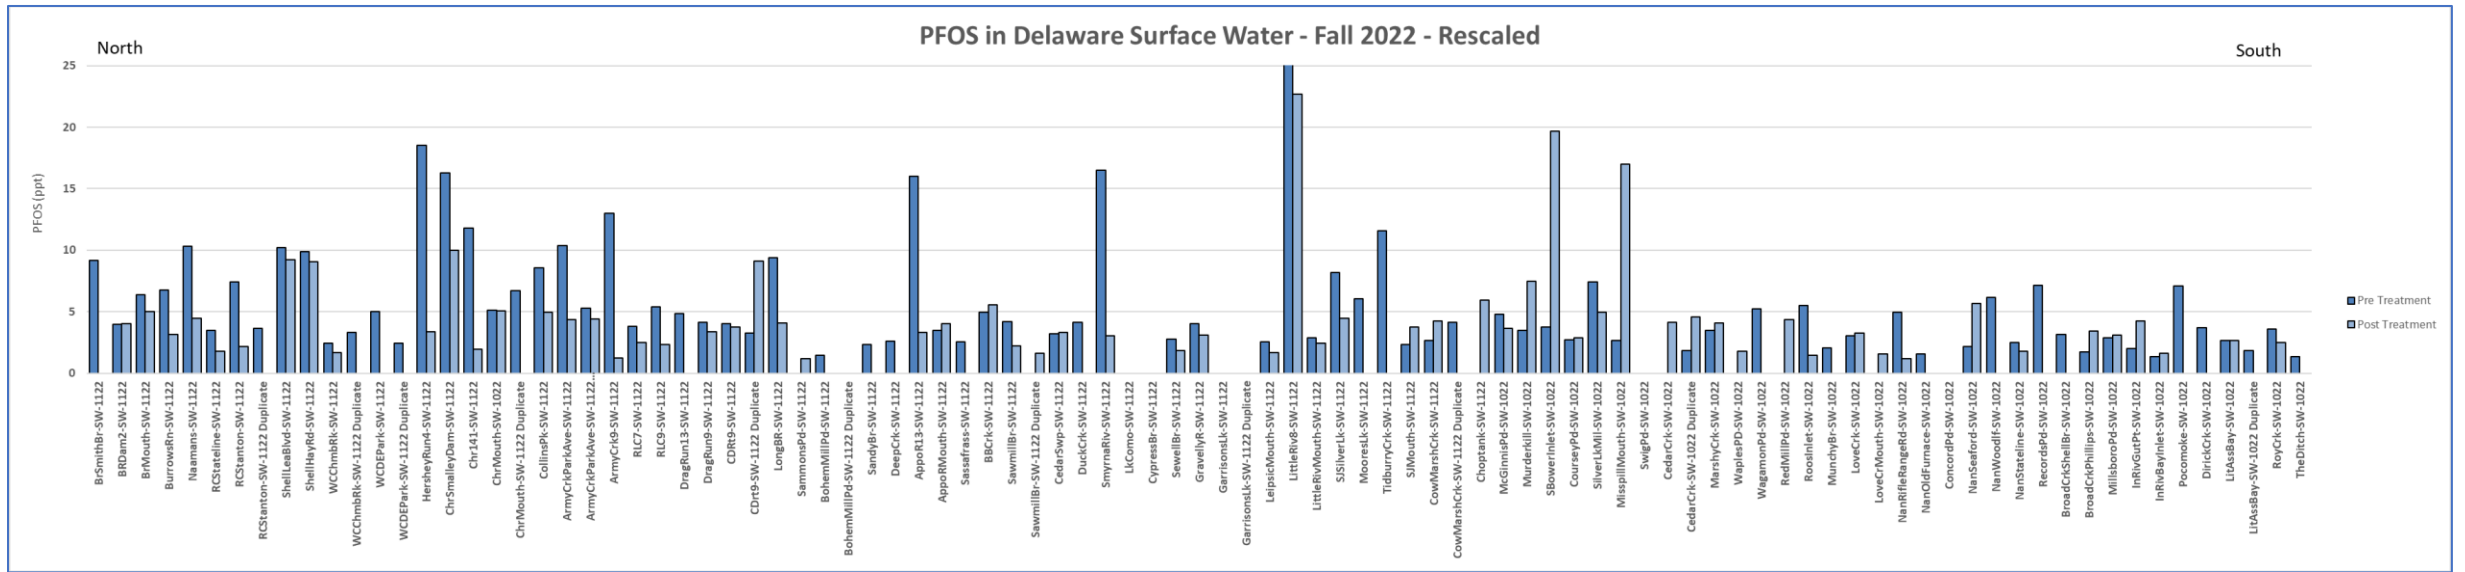 PFOS in Delaware Surface Water - Fall 2022 - Rescaled
North
South
PFOS (ppt)
25
20
15
10
5
0
Pre Treatment
Post Treatment
BrSmithBr-SW-1122
BRDam2-SW-1122
BrMouth-SW-1122
BurrowsRn-SW-1122
Naamans-SW-1122
RCStateline-SW-1122
RCStanton-SW-1122
RCStanton-SW-1122 Duplicate
ShellLeaBlvd-SW-1122
ShellHayRd-SW-1122
WCChmbRk-SW-1122
WCChmbRk-SW-1122 Duplicate
WCDEPark-SW-1122
WCDEPark-SW-1122 Duplicate
HersheyRun4-SW-1122
ChrSmalleyDam-SW-1122
Chr141-SW-1122
ChrMouth-SW-1022
ChrMouth-SW-1122 Duplicate
CollinsPk-SW-1122
ArmyCrkParkAve-SW-1122
ArmyCrkParkAve-SW-1122...
ArmyCrk9-SW-1122
RLC7-SW-1122
RLC9-SW-1122
DragRun13-SW-1122
DragRun9-SW-1122
CDRt9-SW-1122
CDrt9-SW-1122 Duplicate
LongBR-SW-1122
SammonsPd-SW-1122
BohemMillPd-SW-1122
BohemMillPd-SW-1122 Duplicate
SandyBr-SW-1122
DeepCrk-SW-1122
AppoR13-SW-1122
AppoRMouth-SW-1122
Sassafrass-SW-1122
BBCrk-SW-1122
SawmillBr-SW-1122
SawmillBr-SW-1122 Duplicate
CedarSwp-SW-1122
DuckCrk-SW-1122
SmyrnaRiv-SW-1122
LkComo-SW-1122
CypressBr-SW-1122
SewellBr-SW-1122
GravellyR-SW-1122
GarrisonsLk-SW-1122
GarrisonsLk-SW-1122 Duplicate
LeipsicMouth-SW-1122
LittleRiv8-SW-1122
LittleRivMouth-SW-1122
SJSilverLk-SW-1122
MooresLk-SW-1122
TidburryCrk-SW-1122
SJMouth-SW-1122
CowMarshCrk-SW-1122
CowMarshCrk-SW-1122 Duplicate
Choptank-SW-1122
McGinnisPd-SW-1022
Murderkill-SW-1022
SBowerInlet-SW-1022
CourseyPd-SW-1022
SilverLkMil-SW-1022
MisspillMouth-SW-1022
SwigPd-SW-1022
CedarCrk-SW-1022
CedarCrk-SW-1022 Duplicate
MarshyCrk-SW-1022
WaplesPD-SW-1022
WagamonPd-SW-1022
RedMillPd-SW-1022
RoosInlet-SW-1022
MunchyBr-SW-1022
LoveCrk-SW-1022
LoveCrMouth-SW-1022
NanRifleRangeRd-SW-1022
NanOldFurnace-SW-1022
ConcordPd-SW-1022
NanSeaford-SW-1022
NanWoodlf-SW-1022
NanStateline-SW-1022
RecordsPd-SW-1022
BroadCrkShellBr-SW-1022
BroadCrkPhillps-SW-1022
MillsboroPd-SW-1022
InRivGutPt-SW-1022
InRivBayInlet-SW-1022
Pocomoke-SW-1022
DirickCr-SW-1022
LitAssBay-SW-1022
LitAssBay-SW-1022 Duplicate
RoyCrk-SW-1022
TheDitch-SW-1022